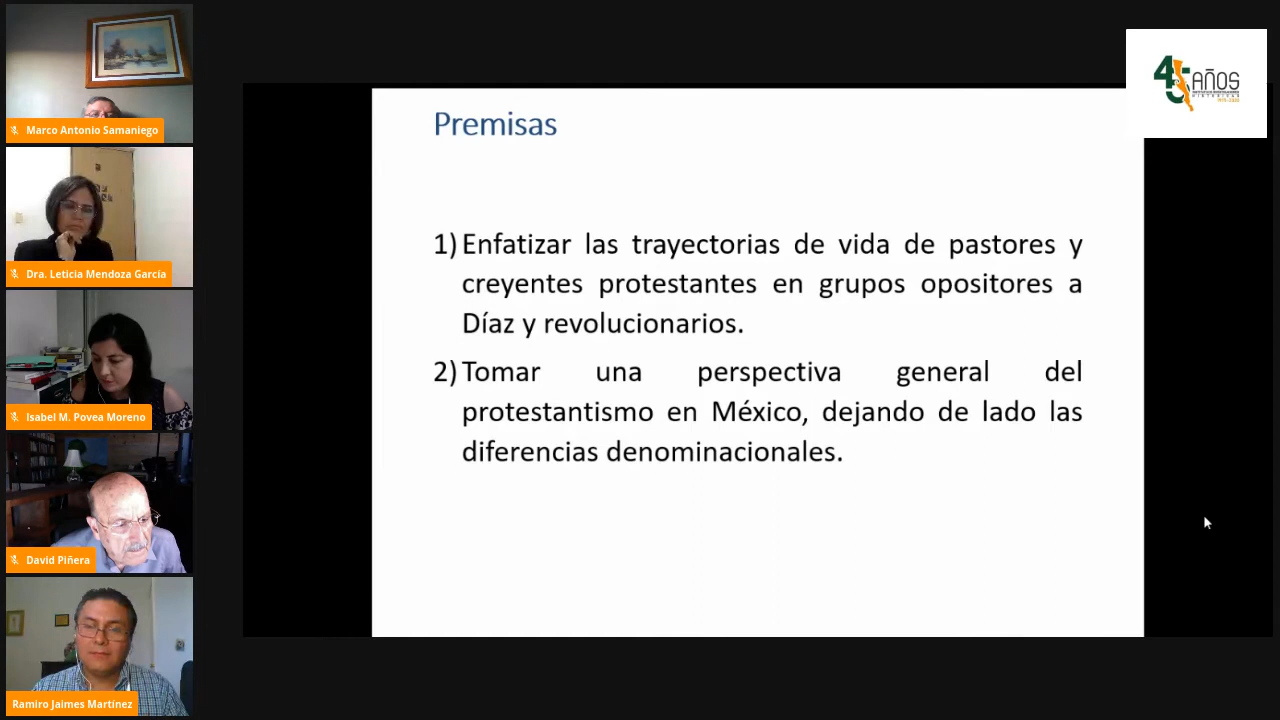 Marco Antonio Samaniego
Dra. Leticia Mendoza García
Isabel M. Povea Moreno
David Piñera
Ramiro Jaimes Martínez
Premisas
1) Enfatizar las trayectorias de vida de pastores y
creyentes protestantes en grupos opositores a
Díaz y revolucionarios.
2) Tomar una perspectiva general del
protestantismo en México, dejando de lado las
diferencias denominacionales.
45 AÑOS